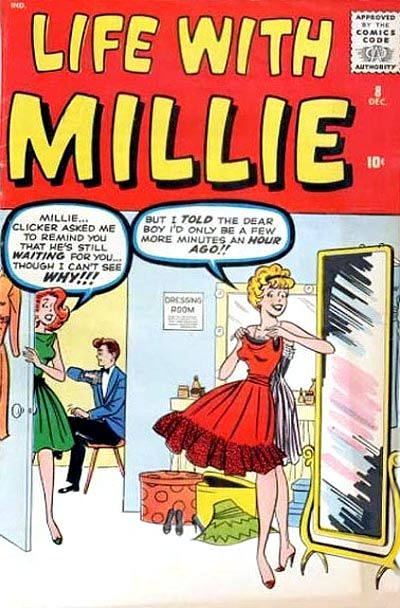 IND.
LIFE WITH
MILLIE
APPROVED
BY THE
COMICS
CODE
CA
AUTHORITY
8
DEC.
10¢
MILLIE...
CLICKER ASKED ME
TO REMIND YOU
THAT HE'S STILL
WAITING FOR YOU...
THOUGH I CAN'T SEE
WHY!!!!
BUT I TOLD THE DEAR
BOY I'D ONLY BE A FEW
MORE MINUTES AN HOUR
AGO!!
DRESSING
ROOM